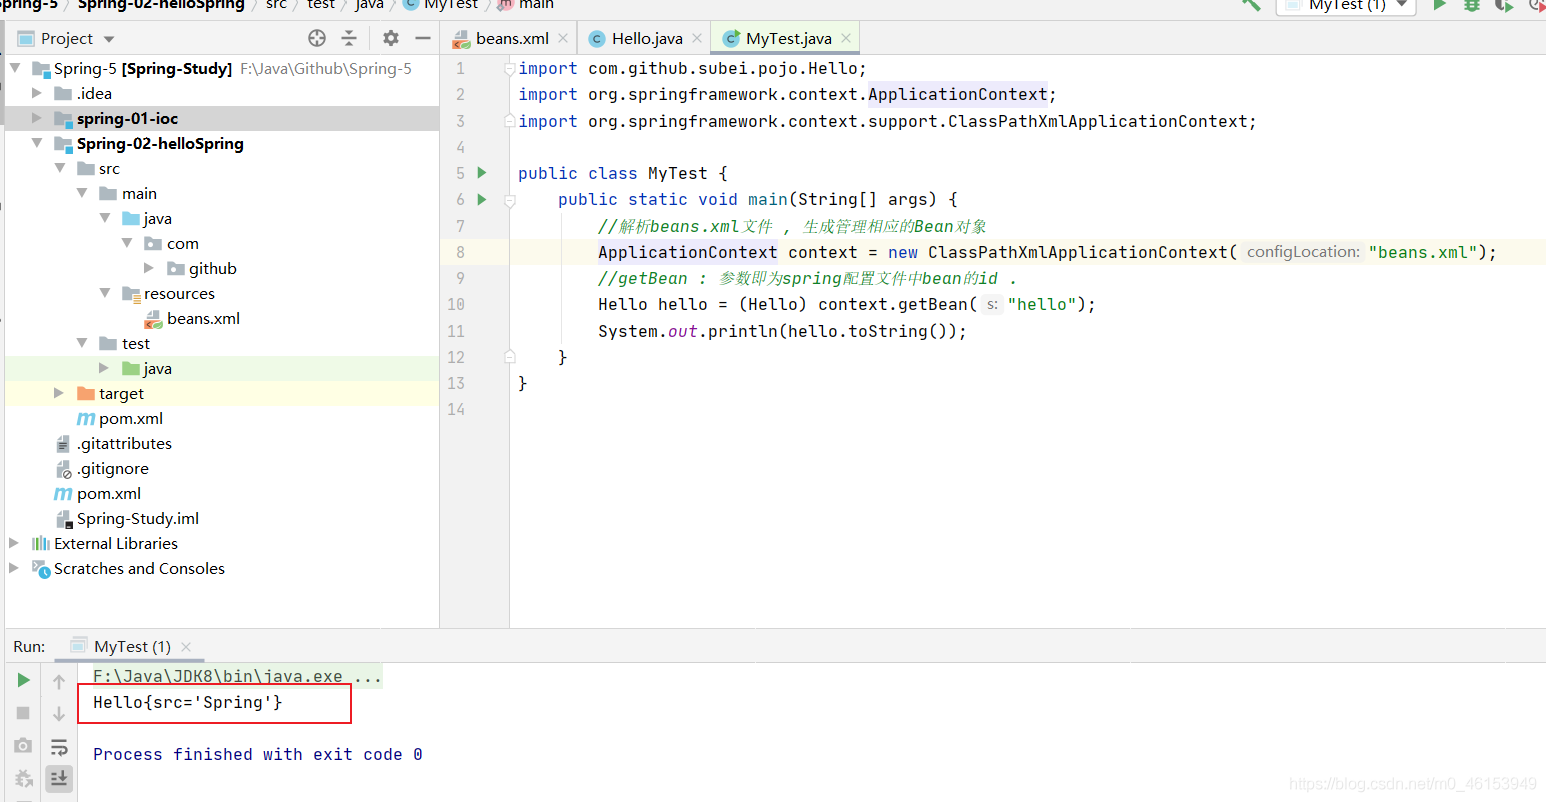 Spring-5 Spring-02-helloSpring src test java MyTest main MyTest (1)
Project
beans.xml Hello.java MyTest.java
Spring-5 [Spring-Study] F:\Java\Github\Spring-5
.idea
spring-01-ioc
Spring-02-helloSpring
src
main
java
com
github
resources
beans.xml
test
java
target
pom.xml
.gitattributes
.gitignore
pom.xml
Spring-Study.iml
External Libraries
Scratches and Consoles
1 import com.github.subei.pojo.Hello;
2 import org.springframework.context.ApplicationContext;
3 import org.springframework.context.support.ClassPathXmlApplicationContext;
4
5 public class MyTest {
6 public static void main(String[] args) {
7 //解析beans.xml文件 , 生成管理相应的Bean对象
8 ApplicationContext context = new ClassPathXmlApplicationContext( configLocation: "beans.xml");
9 //getBean : 参数即为spring配置文件中bean的id .
10 Hello hello = (Hello) context.getBean( s: "hello");
11 System.out.println(hello.toString());
12 }
13 }
14
Run: MyTest (1)
F:\Java\JDK8\bin\java.exe ...
Hello{src='Spring'}
Process finished with exit code 0
https://blog.csdn.net/m0_46153949